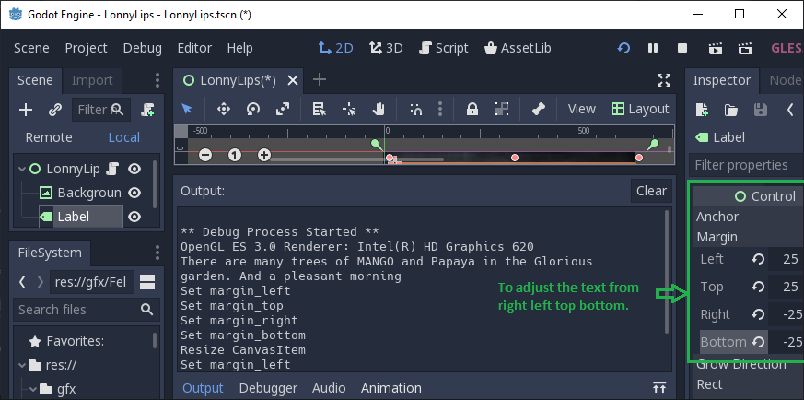 Godot Engine - LonnyLips - LonnyLips.tscn (*)
Scene Project Debug Editor Help 2D 3D Script AssetLib GLES
Scene Import LonnyLips(*) Inspector Node
Filter
Remote Local View Layout
-500 0 500
1
LonnyLip
Backgroun
Label
Label
Filter properties
Control
Anchor
Margin
Left 25
Top 25
Right -25
Bottom -25
Grow Direction
Rect
FileSystem
res://gfx/Fel
Search files
Favorites:
res://
gfx
Output: Clear
** Debug Process Started **
OpenGL ES 3.0 Renderer: Intel(R) HD Graphics 620
There are many trees of MANGO and Papaya in the Glorious
garden. And a pleasant morning
Set margin_left
Set margin_top
Set margin_right
Set margin_bottom
Resize CanvasItem
Set margin_left
To adjust the text from
right left top bottom.
Output Debugger Audio Animation